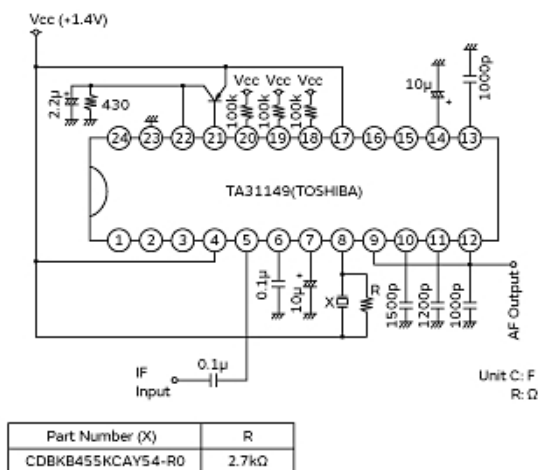 Vcc (+1.4V)
2.2μ
430
Vcc Vcc Vcc
100k
100k
100k
10μ
1000p
24 23 22 21 20 19 18 17 16 15 14 13
TA31149(TOSHIBA)
1 2 3 4 5 6 7 8 9 10 11 12
0.1μ
10μ
X
R
1500p
1200p
1000p
AF Output
IF
Input
0.1μ
Unit C: F
R: Ω
Part Number (X) R
CDBKB455KCAY54-R0 2.7kΩ